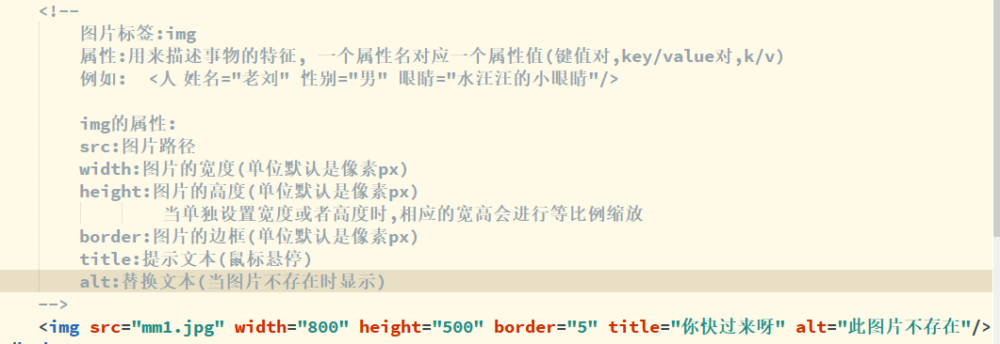 <!--
图片标签:img
属性:用来描述事物的特征, 一个属性名对应一个属性值(键值对,key/value对,k/v)
例如: <人 姓名="老刘" 性别="男" 眼睛="水汪汪的小眼睛"/>
img的属性:
src:图片路径
width:图片的宽度(单位默认是像素px)
height:图片的高度(单位默认是像素px)
当单独设置宽度或者高度时,相应的宽高会进行等比例缩放
border:图片的边框(单位默认是像素px)
title:提示文本(鼠标悬停)
alt:替换文本(当图片不存在时显示)
-->
<img src="mm1.jpg" width="800" height="500" border="5" title="你快过来呀" alt="此图片不存在"/>